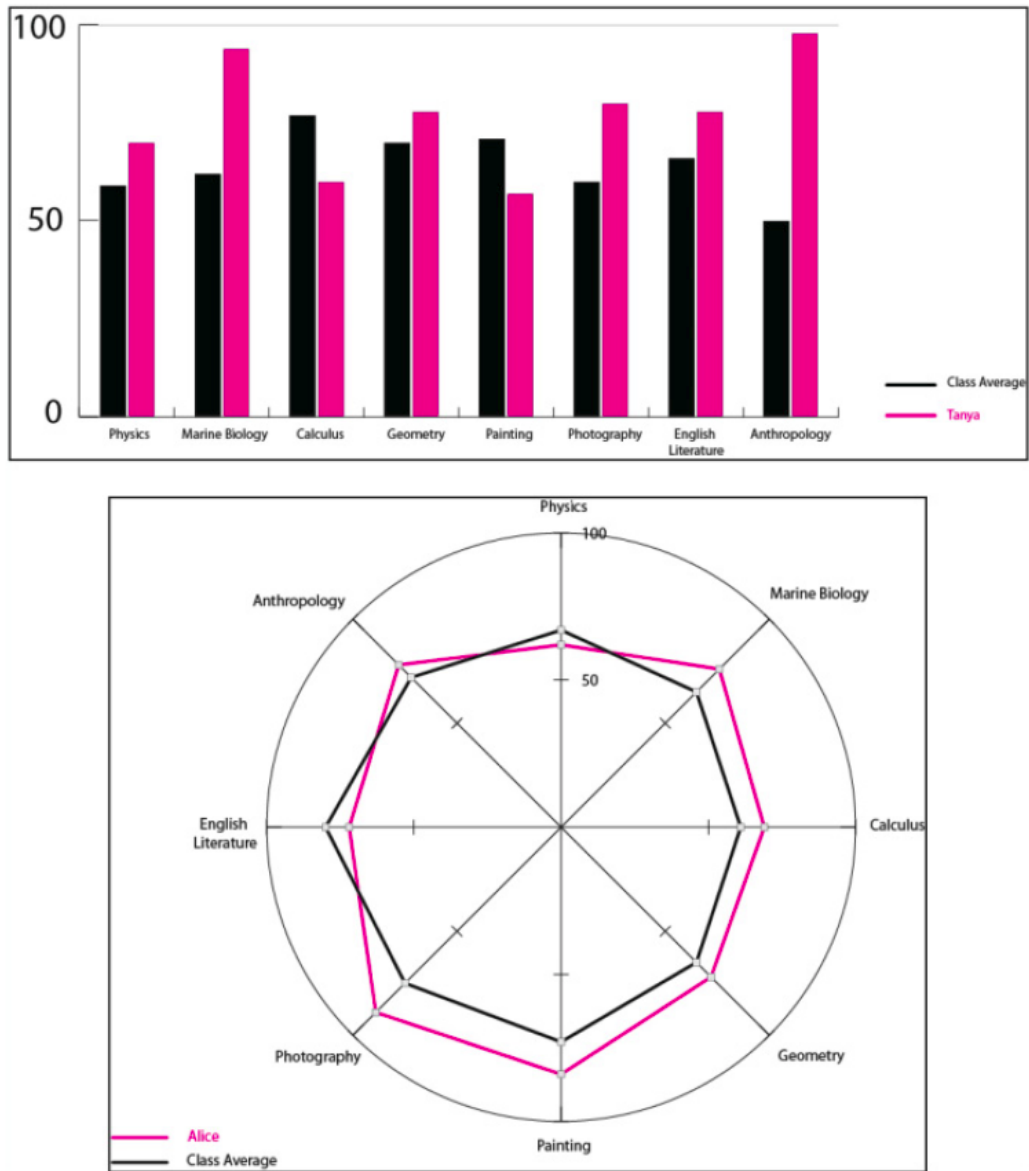 100
50
0
Physics
Marine Biology
Calculus
Geometry
Painting
Photography
English
Literature
Anthropology
Class Average
Tanya
Physics
100
Anthropology
Marine Biology
50
English
Literature
Calculus
Photography
Geometry
Painting
Alice
Class Average